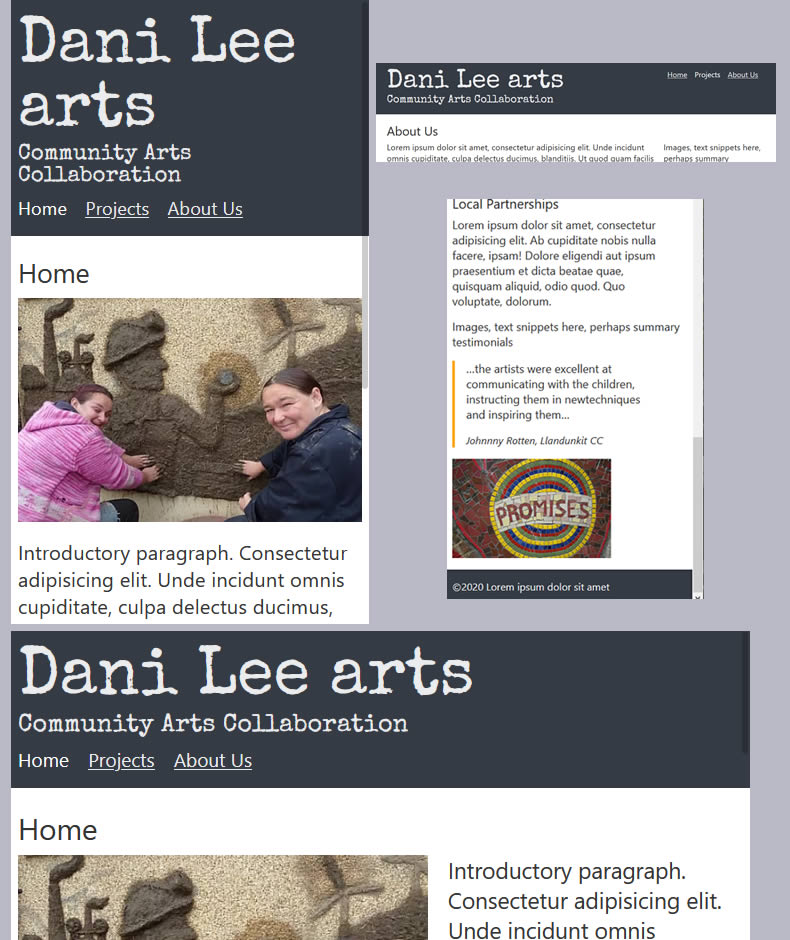 Dani Lee
arts
Community Arts
Collaboration
Home Projects About Us
Home
Introductory paragraph. Consectetur
adipisicing elit. Unde incidunt omnis
cupiditate, culpa delectus ducimus,
Dani Lee arts
Community Arts Collaboration
Home Projects About Us
About Us
Lorem ipsum dolor sit amet, consectetur adipisicing elit. Unde incidunt
omnis cupiditate, culpa delectus ducimus, blanditiis. Ut quod quam facilis
Images, text snippets here,
perhaps summary
Local Partnerships
Lorem ipsum dolor sit amet, consectetur
adipisicing elit. Ab cupiditate nobis nulla
facere, ipsam! Dolore eligendi aut ipsum
praesentium et dicta beatae quae,
quisquam aliquid, odio quod. Quo
voluptate, dolorum.
Images, text snippets here, perhaps summary
testimonials
...the artists were excellent at
communicating with the children,
instructing them in newtechniques
and inspiring them...
Johnnny Rotten, Llandunkit CC
PROMISES
©2020 Lorem ipsum dolor sit amet
Dani Lee arts
Community Arts Collaboration
Home Projects About Us
Home
Introductory paragraph.
Consectetur adipisicing elit.
Unde incidunt omnis